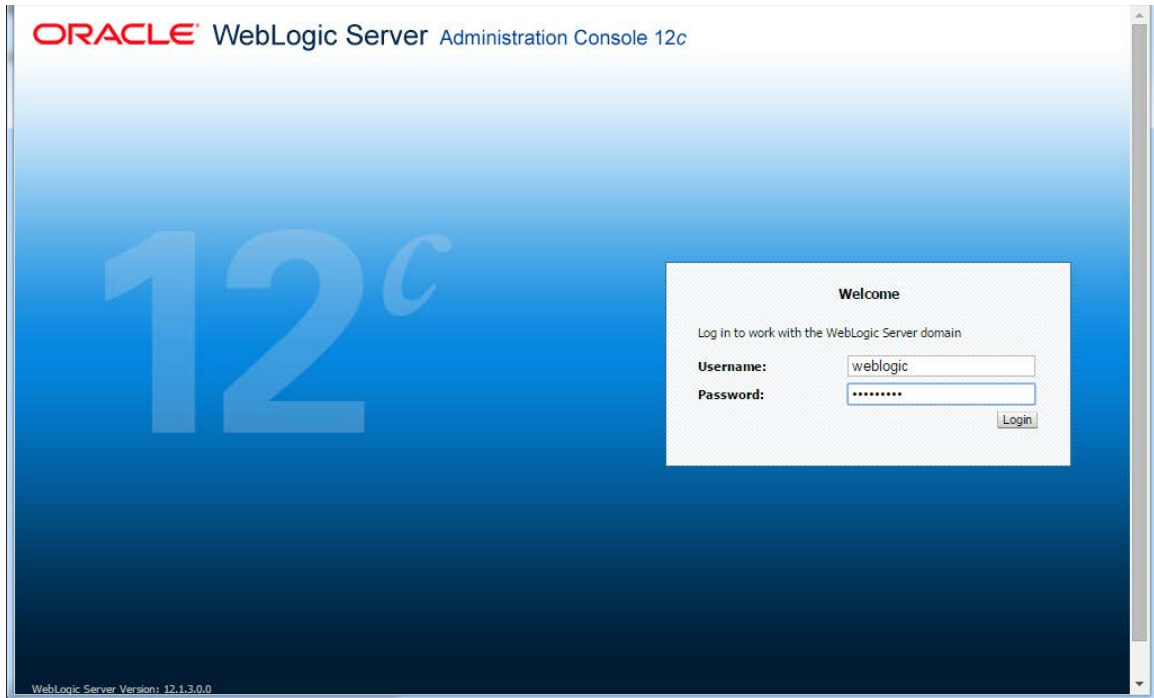 ORACLE WebLogic Server Administration Console 12c
12c
Welcome
Log in to work with the WebLogic Server domain
Username: weblogic
Password: •••••••••
Login
WebLogic Server Version: 12.1.3.0.0